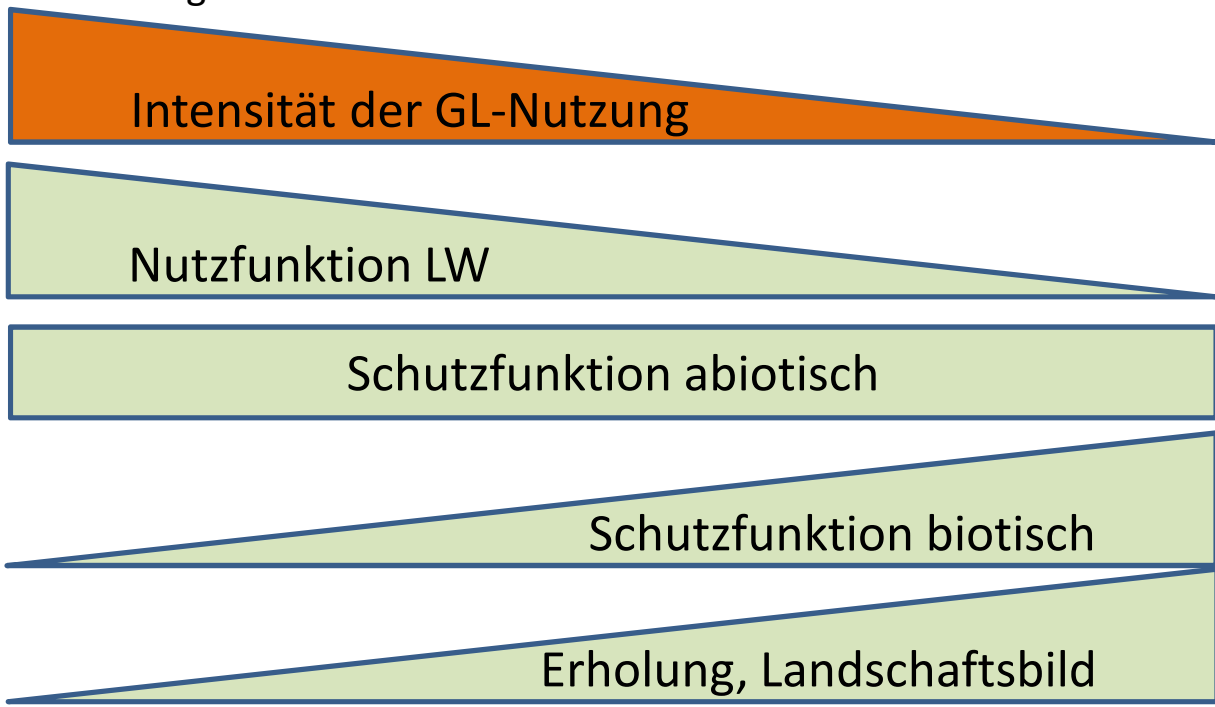 Intensität der GL-Nutzung
Nutzfunktion LW
Schutzfunktion abiotisch
Schutzfunktion biotisch
Erholung, Landschaftsbild